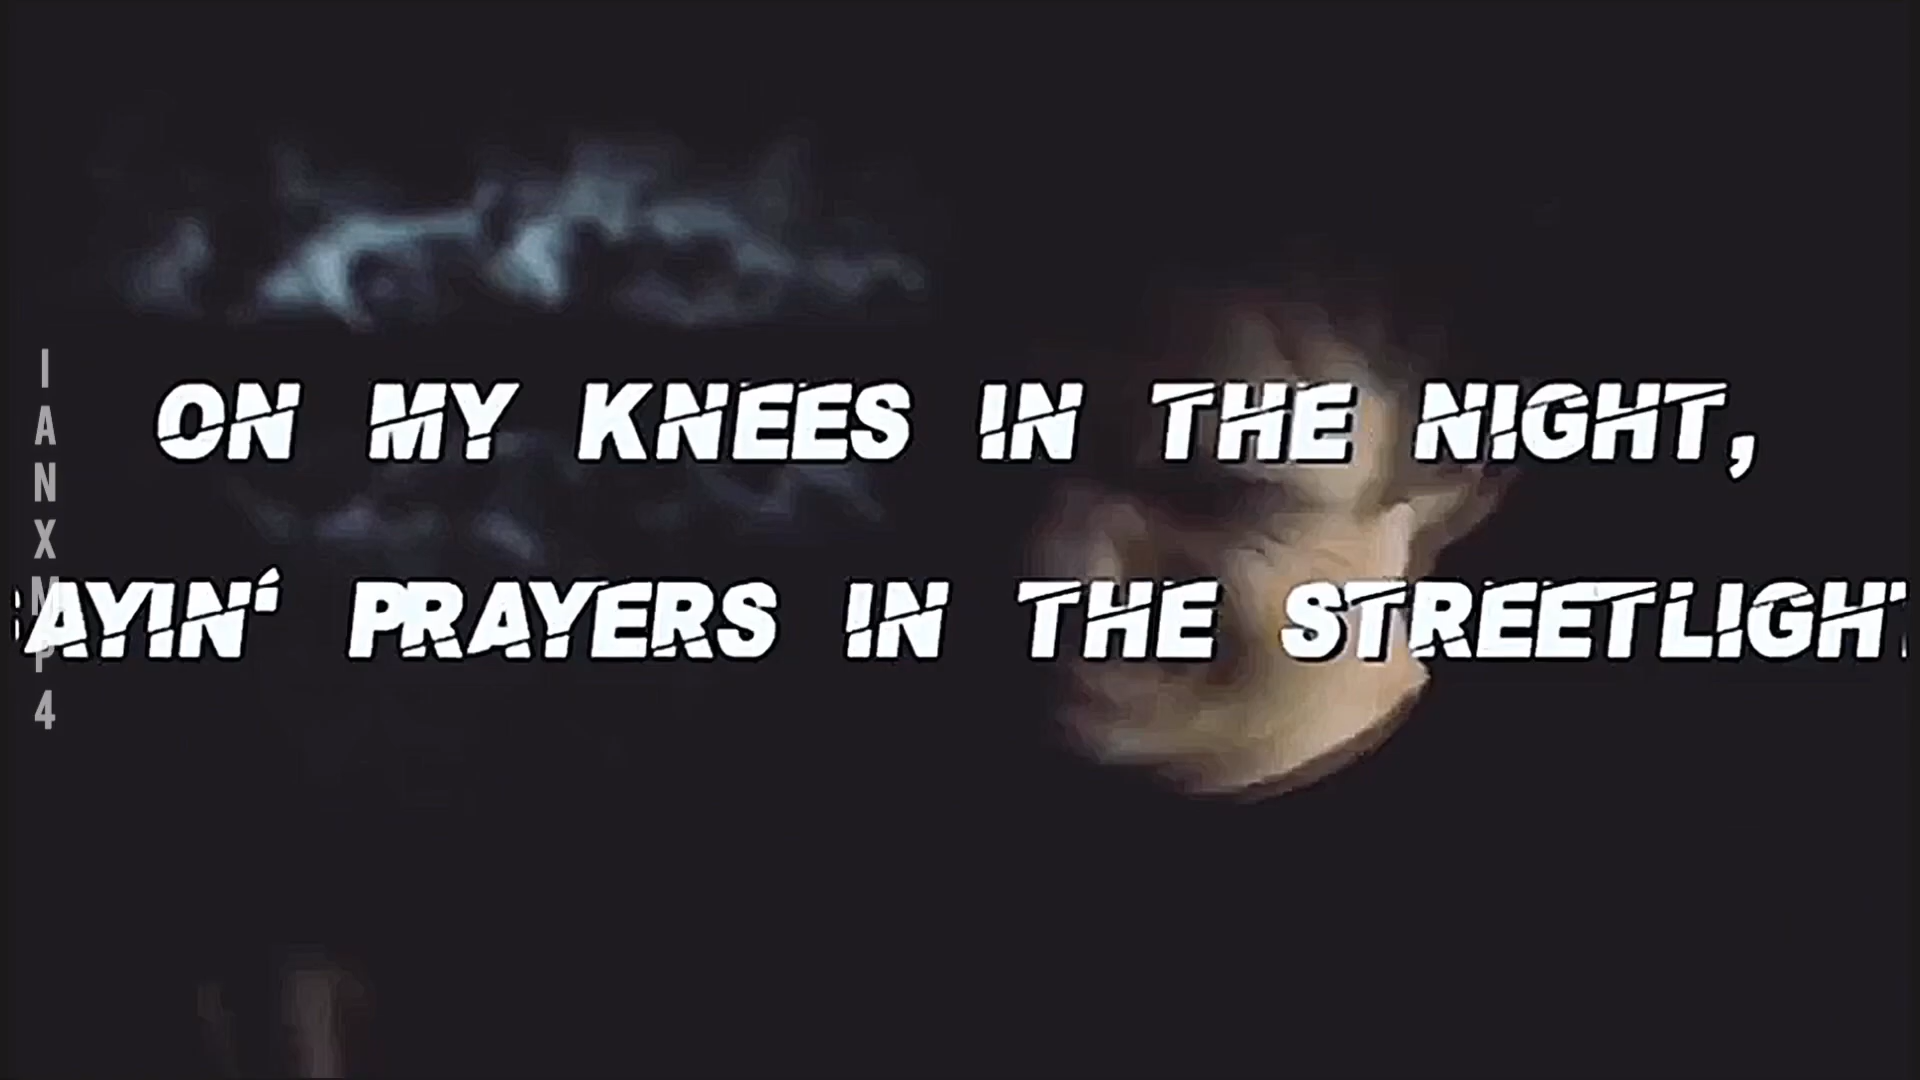 ON MY KNEES IN THE NIGHT,
AYIN' PRAYERS IN THE STREETLIGH
IANXMP4